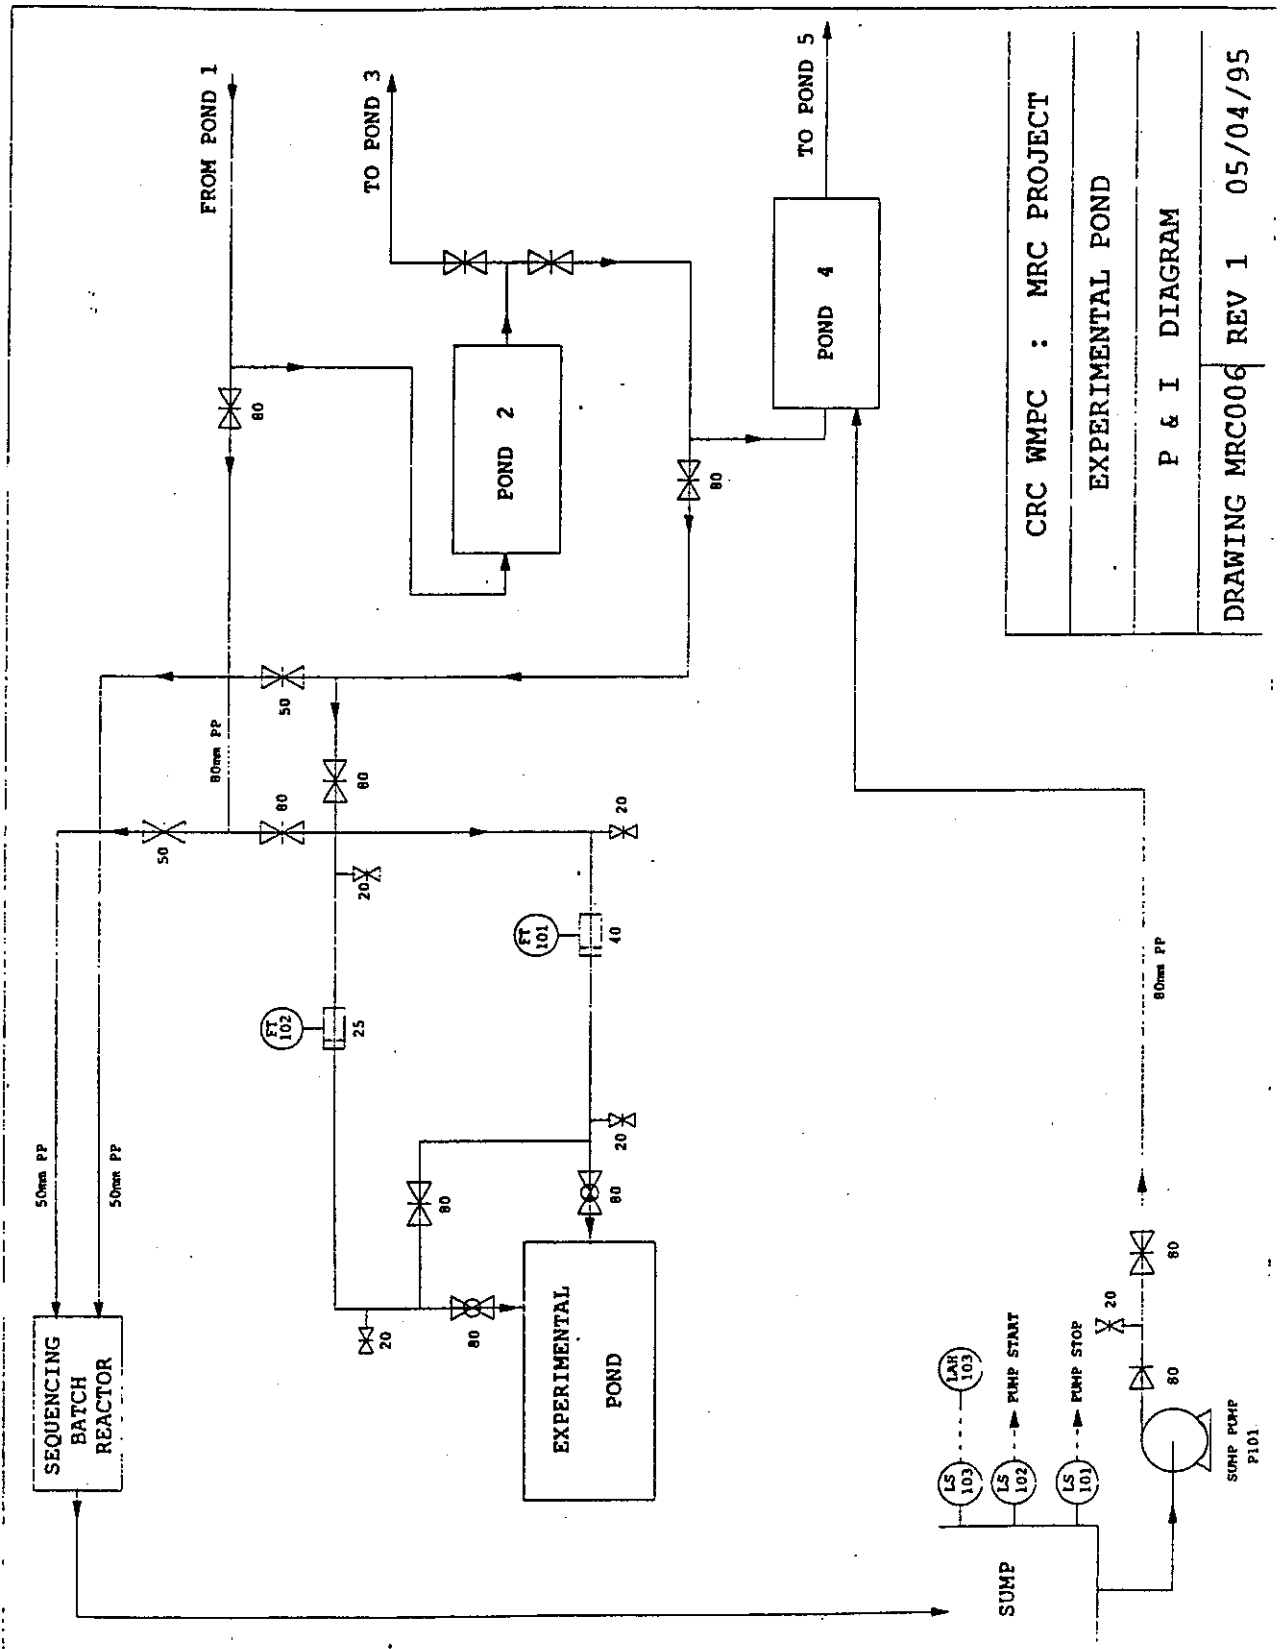 SEQUENCING
BATCH
REACTOR
50mm PP
50mm PP
50
80mm PP
80
50
80
80
FROM POND 1
TO POND 3
FT
102
25
20
FT
101
40
20
20
80
20
80
80
EXPERIMENTAL
POND
POND 2
80
POND 4
TO POND 5
SUMP
LS
103
LAH
103
LS
102
PUMP START
LS
101
PUMP STOP
20
80
80
SUMP PUMP
P101
80mm PP
CRC WMPC : MRC PROJECT
EXPERIMENTAL POND
P & I DIAGRAM
DRAWING MRC006 REV 1 05/04/95